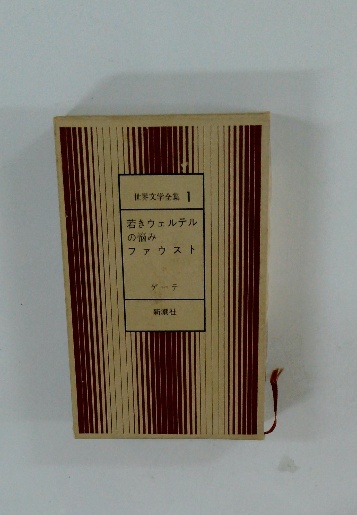 世界文学全集 1
若きウェルテル
の悩み
ファウスト
ゲーテ
新潮社